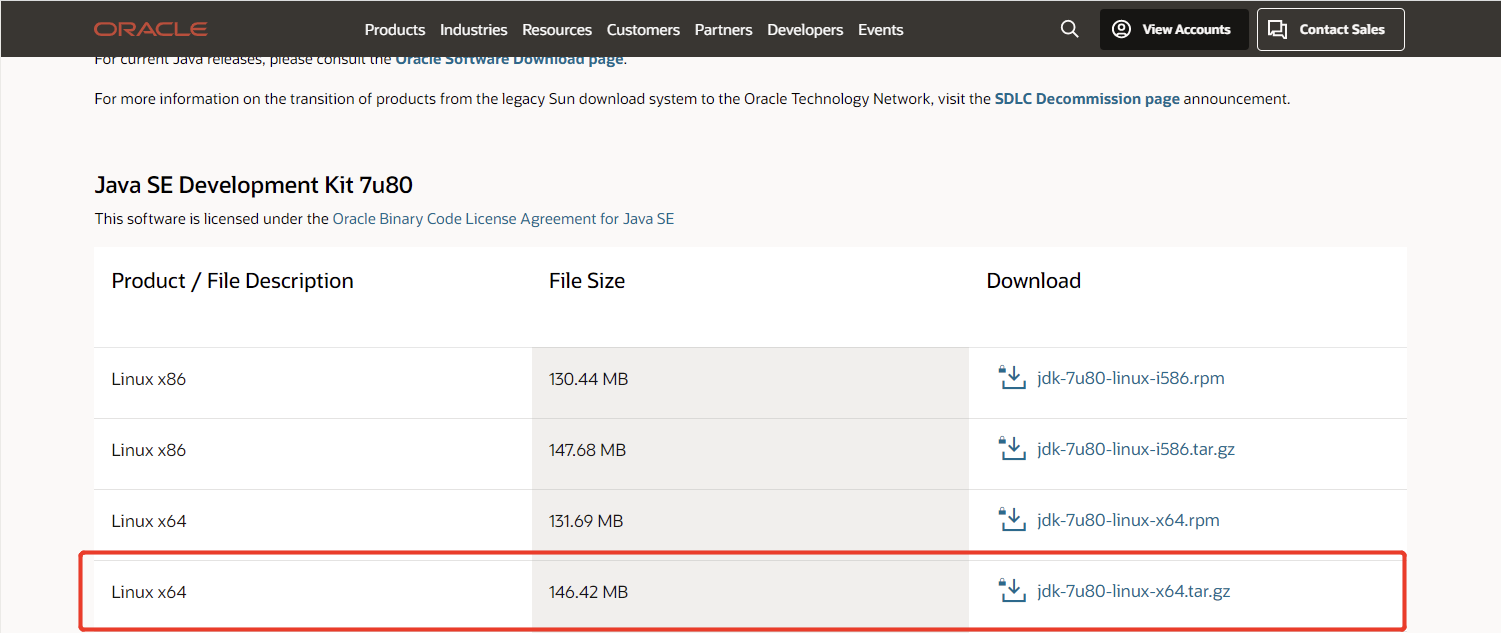 ORACLE Products Industries Resources Customers Partners Developers Events View Accounts Contact Sales
For current Java releases, please consult the Oracle Software Download page.
For more information on the transition of products from the legacy Sun download system to the Oracle Technology Network, visit the SDLC Decommission page announcement.
Java SE Development Kit 7u80
This software is licensed under the Oracle Binary Code License Agreement for Java SE
Product / File Description File Size Download
Linux x86 130.44 MB jdk-7u80-linux-i586.rpm
Linux x86 147.68 MB jdk-7u80-linux-i586.tar.gz
Linux x64 131.69 MB jdk-7u80-linux-x64.rpm
Linux x64 146.42 MB jdk-7u80-linux-x64.tar.gz